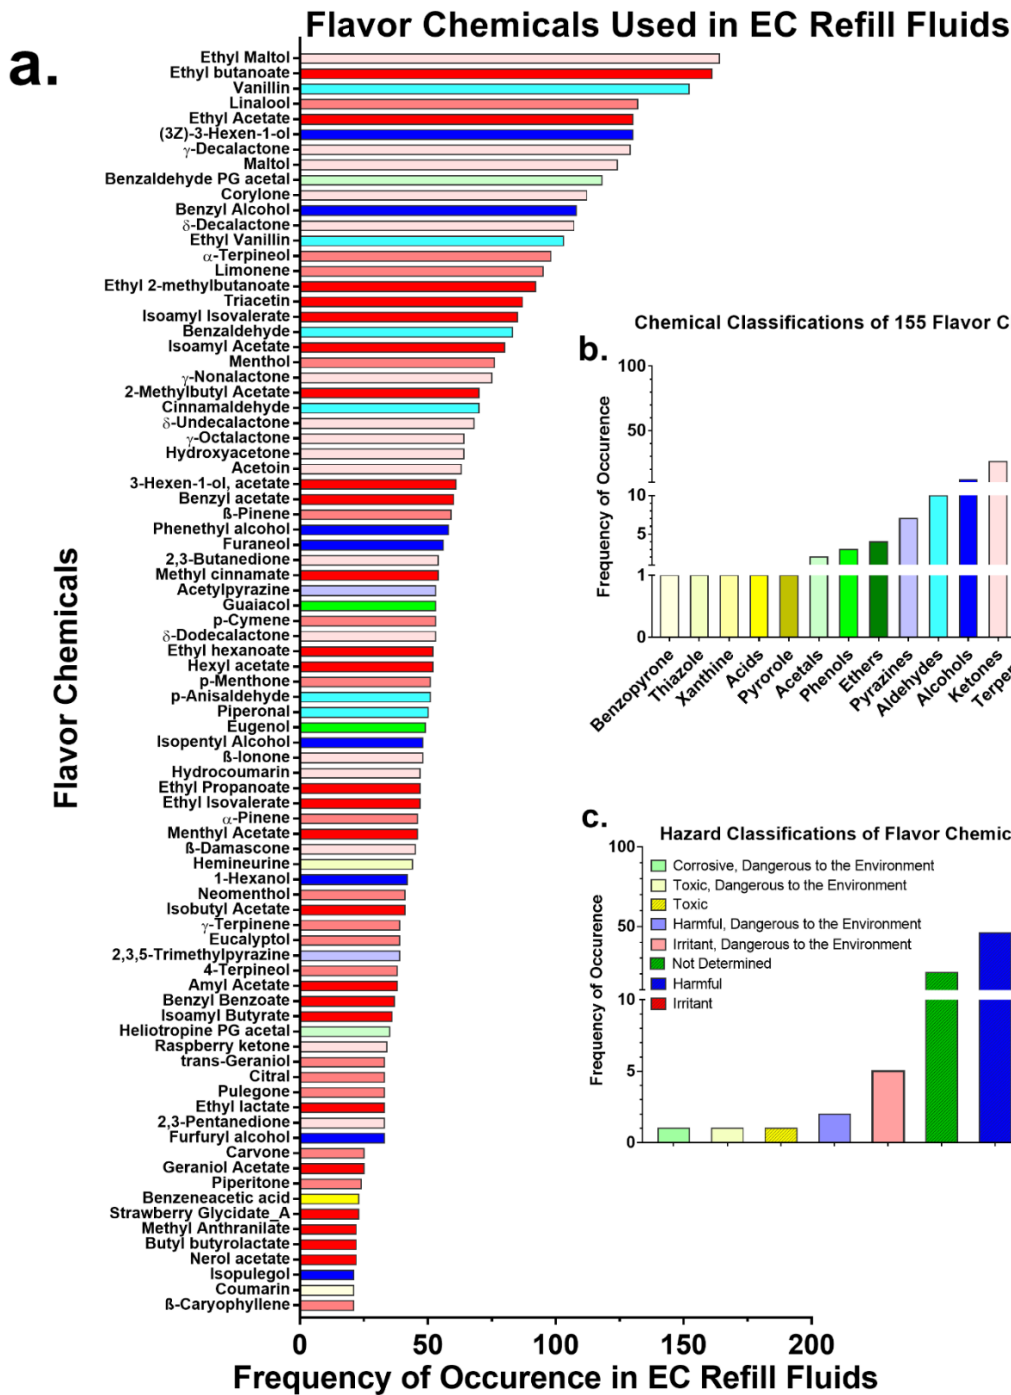 Flavor Chemicals Used in EC Refill Fluids
a.
Ethyl Maltol
Ethyl butanoate
Vanillin
Linalool
Ethyl Acetate
(3Z)-3-Hexen-1-ol
γ-Decalactone
Maltol
Benzaldehyde PG acetal
Corylone
Benzyl Alcohol
δ-Decalactone
Ethyl Vanillin
α-Terpineol
Limonene
Ethyl 2-methylbutanoate
Triacetin
Isoamyl Isovalerate
Benzaldehyde
Isoamyl Acetate
Menthol
γ-Nonalactone
2-Methylbutyl Acetate
Cinnamaldehyde
δ-Undecalactone
γ-Octalactone
Hydroxyacetone
Acetoin
3-Hexen-1-ol, acetate
Benzyl acetate
ß-Pinene
Phenethyl alcohol
Furaneol
2,3-Butanedione
Methyl cinnamate
Acetylpyrazine
Guaiacol
p-Cymene
δ-Dodecalactone
Ethyl hexanoate
Hexyl acetate
p-Menthone
p-Anisaldehyde
Piperonal
Eugenol
Isopentyl Alcohol
ß-Ionone
Hydrocoumarin
Ethyl Propanoate
Ethyl Isovalerate
α-Pinene
Menthyl Acetate
ß-Damascone
Hemineurine
1-Hexanol
Neomenthol
Isobutyl Acetate
γ-Terpinene
Eucalyptol
2,3,5-Trimethylpyrazine
4-Terpineol
Amyl Acetate
Benzyl Benzoate
Isoamyl Butyrate
Heliotropine PG acetal
Raspberry ketone
trans-Geraniol
Citral
Pulegone
Ethyl lactate
2,3-Pentanedione
Furfuryl alcohol
Carvone
Geraniol Acetate
Piperitone
Benzeneacetic acid
Strawberry Glycidate_A
Methyl Anthranilate
Butyl butyrolactate
Nerol acetate
Isopulegol
Coumarin
ß-Caryophyllene
Flavor Chemicals
0 50 100 150 200
Frequency of Occurence in EC Refill Fluids
Chemical Classifications of 155 Flavor C
b.
100
50
10
5
1
0
Frequency of Occurence
Benzopyrone
Thiazole
Xanthine
Acids
Pyrorole
Acetals
Phenols
Ethers
Pyrazines
Aldehydes
Alcohols
Ketones
Terper
c.
Hazard Classifications of Flavor Chemic
100
50
10
5
0
Frequency of Occurence
Corrosive, Dangerous to the Environment
Toxic, Dangerous to the Environment
Toxic
Harmful, Dangerous to the Environment
Irritant, Dangerous to the Environment
Not Determined
Harmful
Irritant